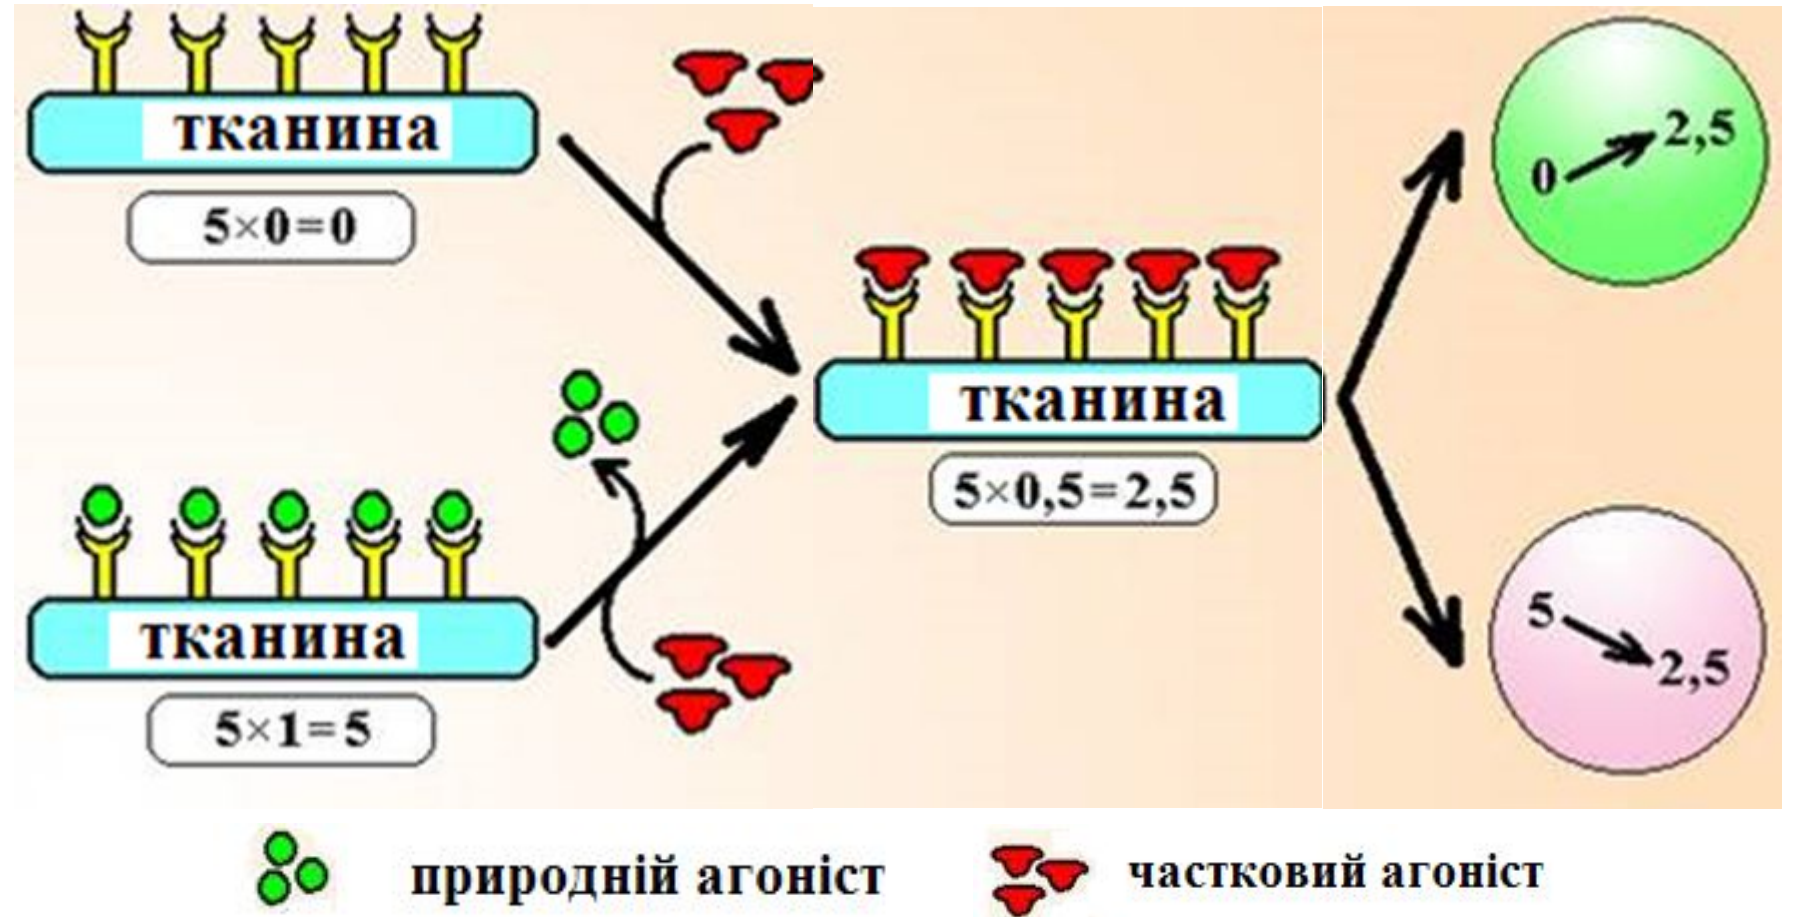 тканина
5×0=0
тканина
5×1=5
тканина
5×0,5=2,5
0
2,5
5
2,5
природній агоніст
частковий агоніст